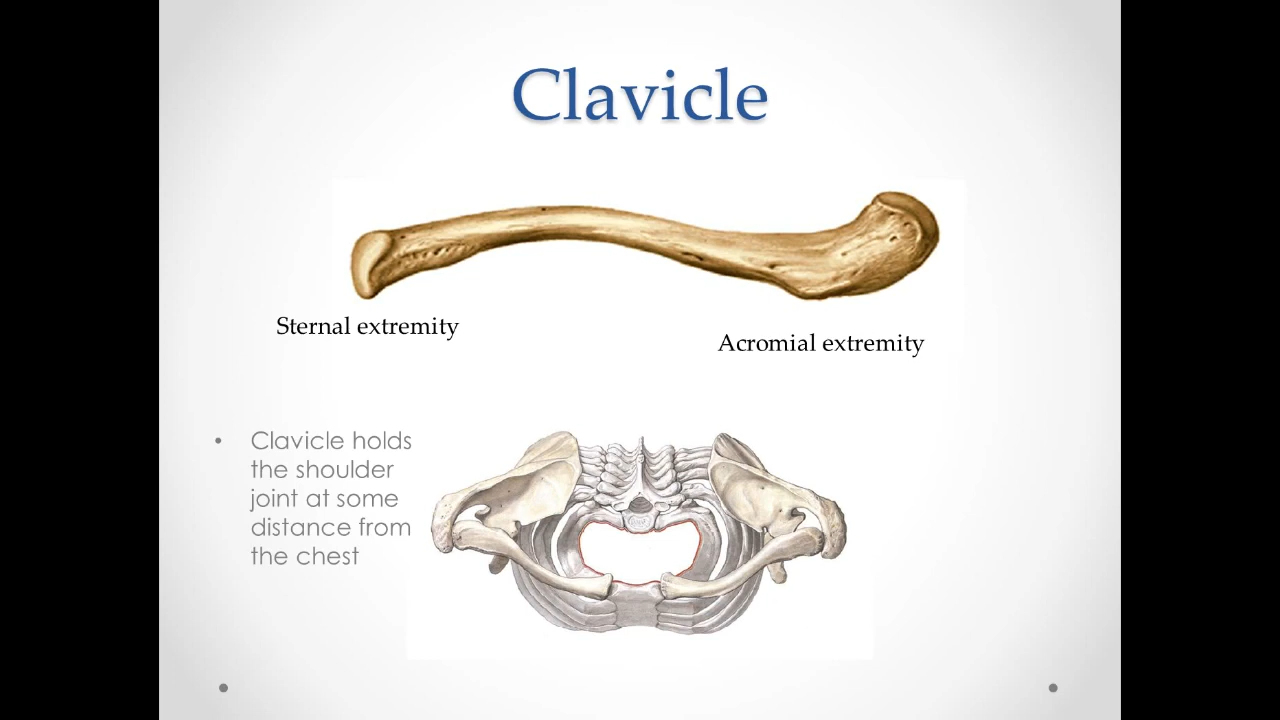 Clavicle
Sternal extremity
Acromial extremity
• Clavicle holds
the shoulder
joint at some
distance from
the chest